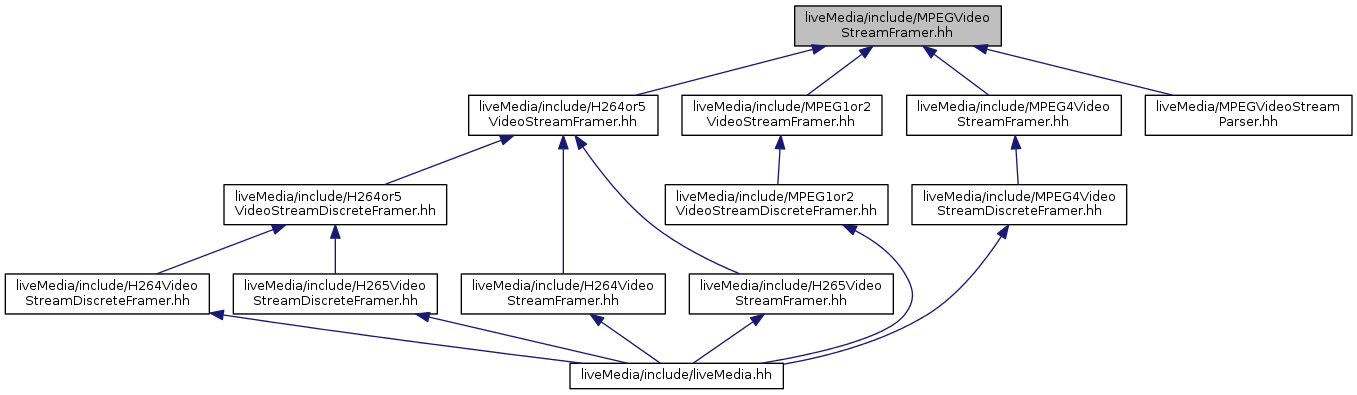 liveMedia/include/MPEGVideo
StreamFramer.hh
liveMedia/include/H264or5
VideoStreamFramer.hh
liveMedia/include/MPEG1or2
VideoStreamFramer.hh
liveMedia/include/MPEG4Video
StreamFramer.hh
liveMedia/MPEGVideoStream
Parser.hh
liveMedia/include/H264or5
VideoStreamDiscreteFramer.hh
liveMedia/include/MPEG1or2
VideoStreamDiscreteFramer.hh
liveMedia/include/MPEG4Video
StreamDiscreteFramer.hh
liveMedia/include/H264Video
StreamDiscreteFramer.hh
liveMedia/include/H265Video
StreamDiscreteFramer.hh
liveMedia/include/H264Video
StreamFramer.hh
liveMedia/include/H265Video
StreamFramer.hh
liveMedia/include/liveMedia.hh